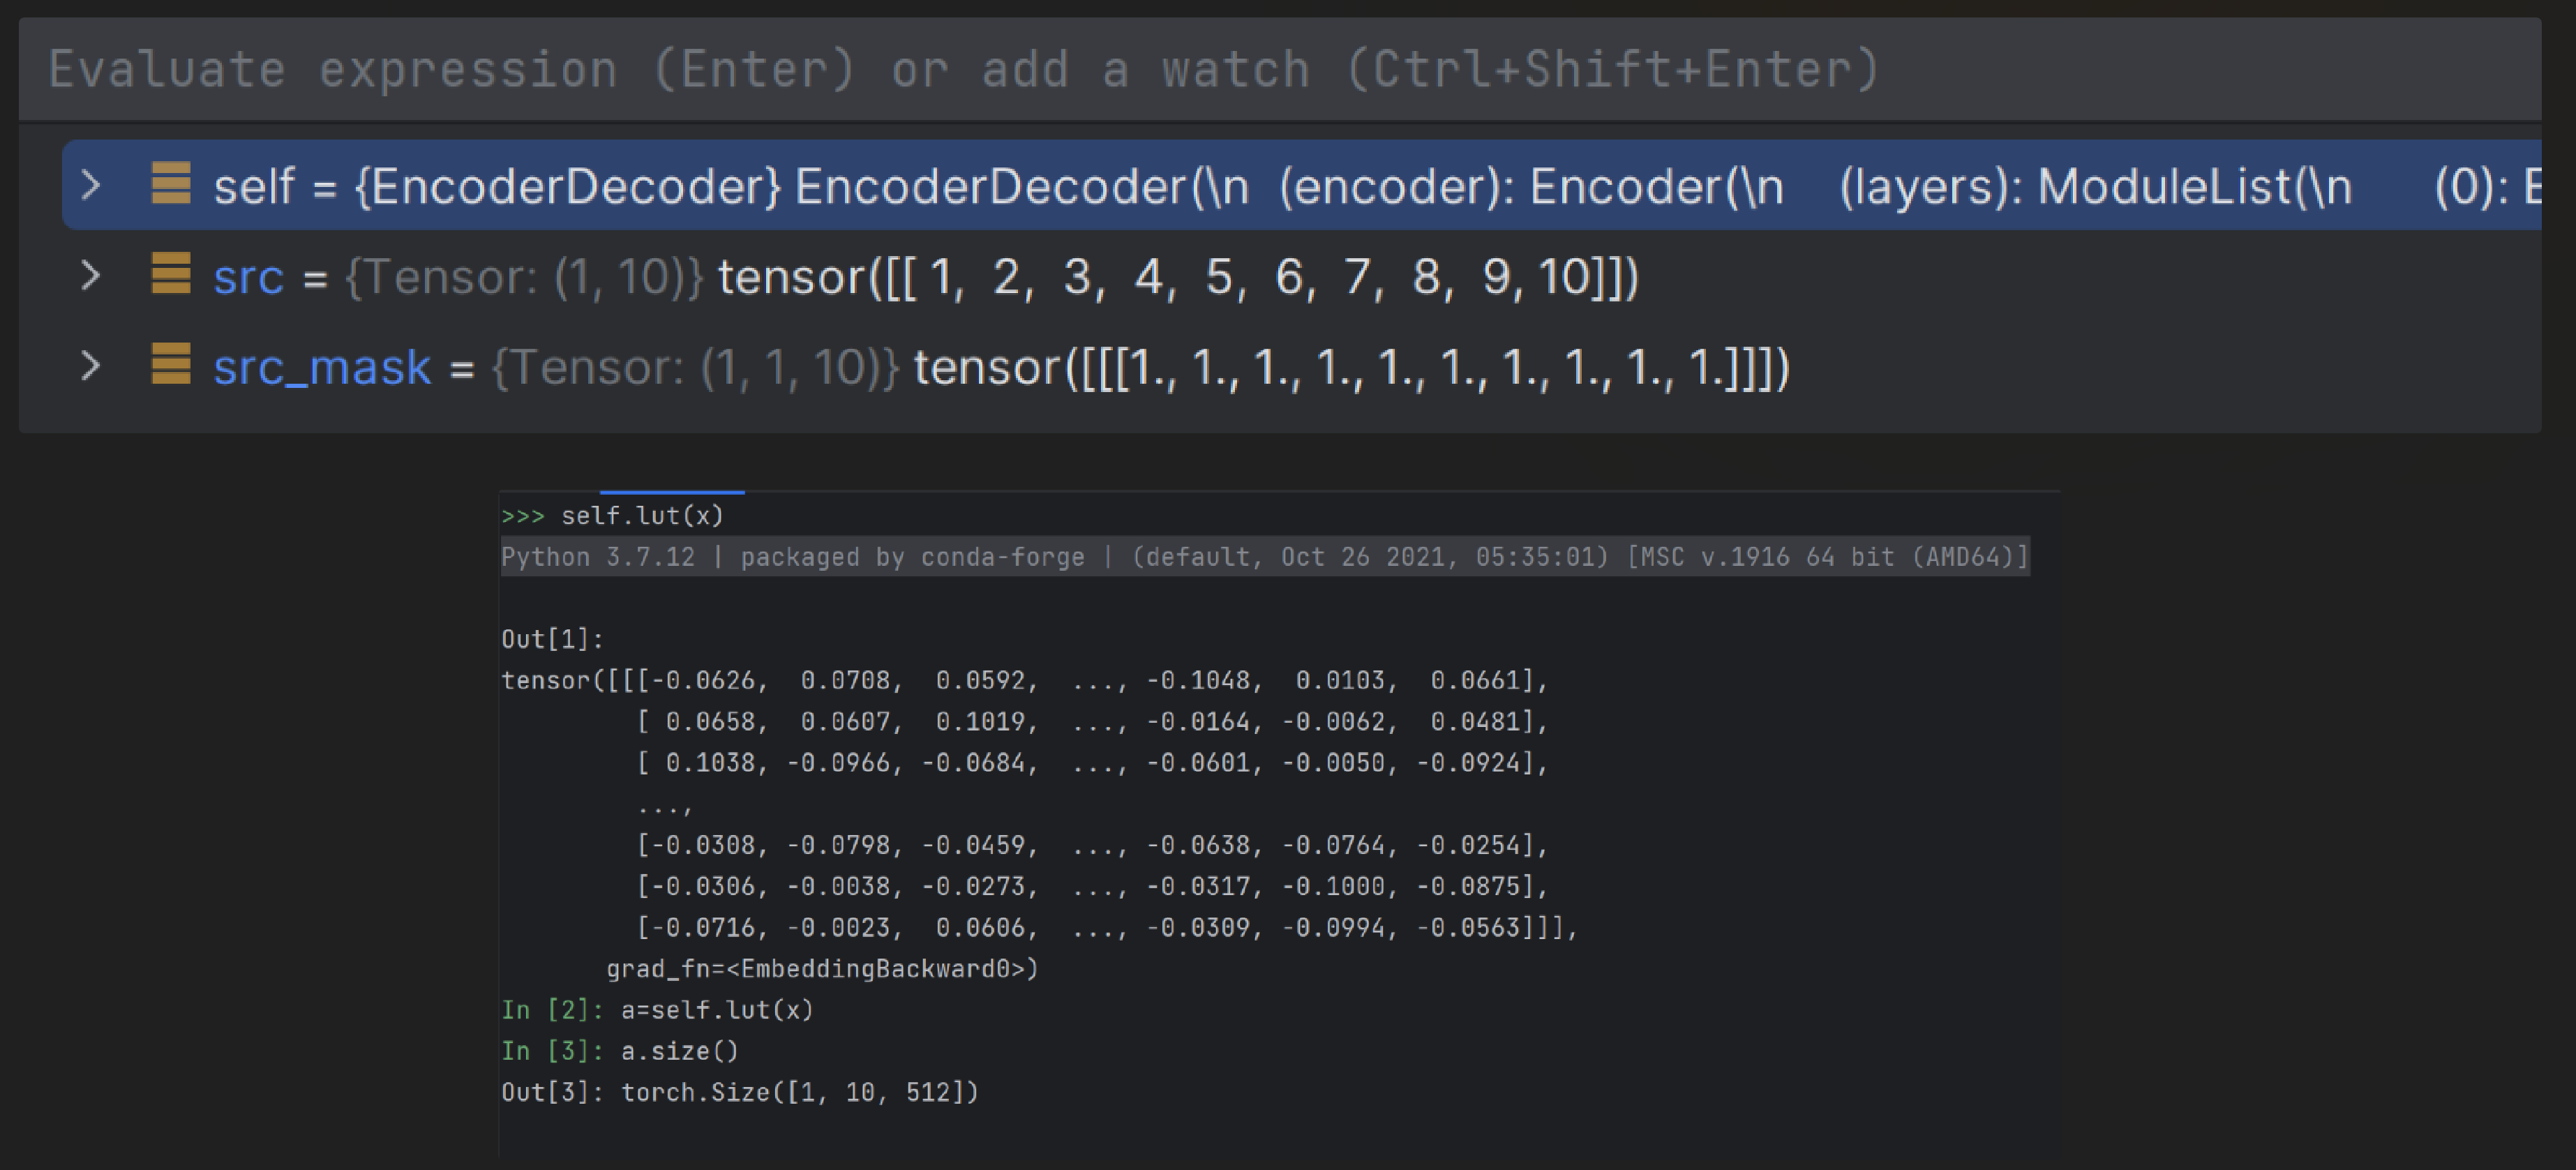 Evaluate expression (Enter) or add a watch (Ctrl+Shift+Enter)
self = {EncoderDecoder} EncoderDecoder(\n  (encoder): Encoder(\n    (layers): ModuleList(\n      (0): E
src = {Tensor: (1, 10)} tensor([[ 1,  2,  3,  4,  5,  6,  7,  8,  9, 10]])
src_mask = {Tensor: (1, 1, 10)} tensor([[[1., 1., 1., 1., 1., 1., 1., 1., 1., 1.]]])
>>> self.lut(x)
Python 3.7.12 | packaged by conda-forge | (default, Oct 26 2021, 05:35:01) [MSC v.1916 64 bit (AMD64)]
Out[1]:
tensor([[[-0.0626,  0.0708,  0.0592,  ..., -0.1048,  0.0103,  0.0661],
         [ 0.0658,  0.0607,  0.1019,  ..., -0.0164, -0.0062,  0.0481],
         [ 0.1038, -0.0966, -0.0684,  ..., -0.0601, -0.0050, -0.0924],
         ...,
         [-0.0308, -0.0798, -0.0459,  ..., -0.0638, -0.0764, -0.0254],
         [-0.0306, -0.0038, -0.0273,  ..., -0.0317, -0.1000, -0.0875],
         [-0.0716, -0.0023,  0.0606,  ..., -0.0309, -0.0994, -0.0563]]],
       grad_fn=<EmbeddingBackward0>)
In [2]: a=self.lut(x)
In [3]: a.size()
Out[3]: torch.Size([1, 10, 512])